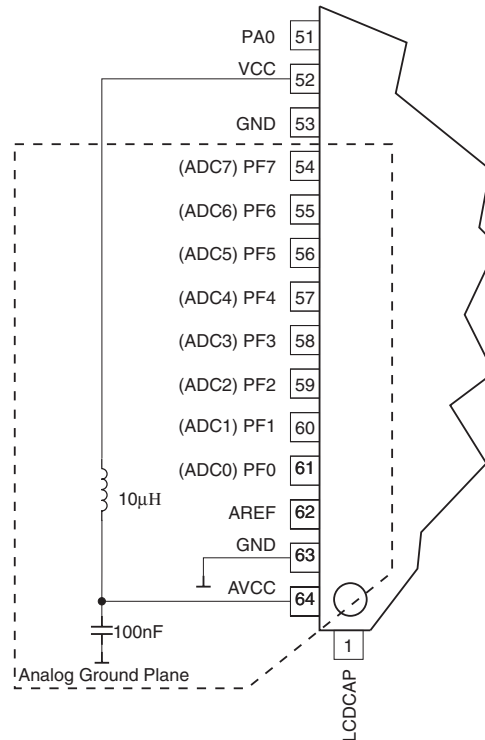 PA0 51
VCC 52
GND 53
(ADC7) PF7 54
(ADC6) PF6 55
(ADC5) PF5 56
(ADC4) PF4 57
(ADC3) PF3 58
(ADC2) PF2 59
(ADC1) PF1 60
(ADC0) PF0 61
10μH
AREF 62
GND 63
AVCC 64
100nF
1
Analog Ground Plane
LCDCAP